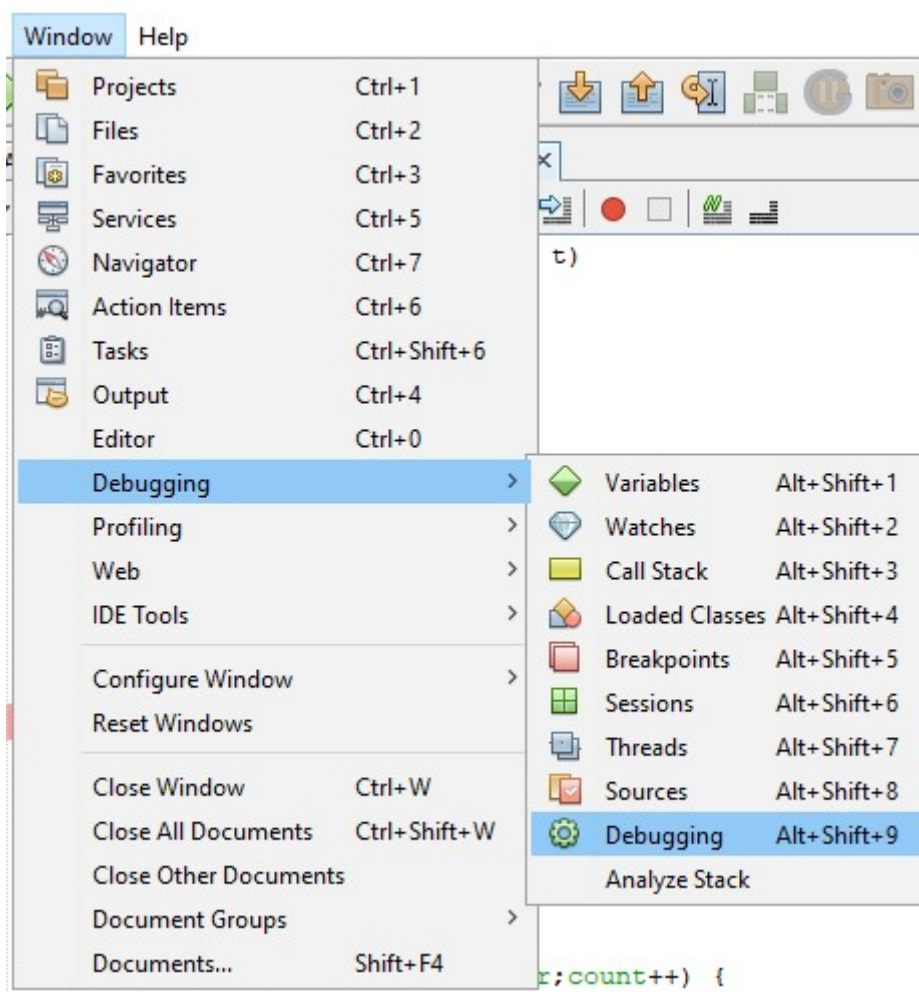 Window Help
Projects Ctrl+1
Files Ctrl+2
Favorites Ctrl+3
Services Ctrl+5
Navigator Ctrl+7
t)
Action Items Ctrl+6
Tasks Ctrl+Shift+6
Output Ctrl+4
Editor Ctrl+0
Debugging
Profiling
Web
IDE Tools
Configure Window
Reset Windows
Close Window Ctrl+W
Close All Documents Ctrl+Shift+W
Close Other Documents
Document Groups
Documents... Shift+F4
Variables Alt+Shift+1
Watches Alt+Shift+2
Call Stack Alt+Shift+3
Loaded Classes Alt+Shift+4
Breakpoints Alt+Shift+5
Sessions Alt+Shift+6
Threads Alt+Shift+7
Sources Alt+Shift+8
Debugging Alt+Shift+9
Analyze Stack
r;count++) {